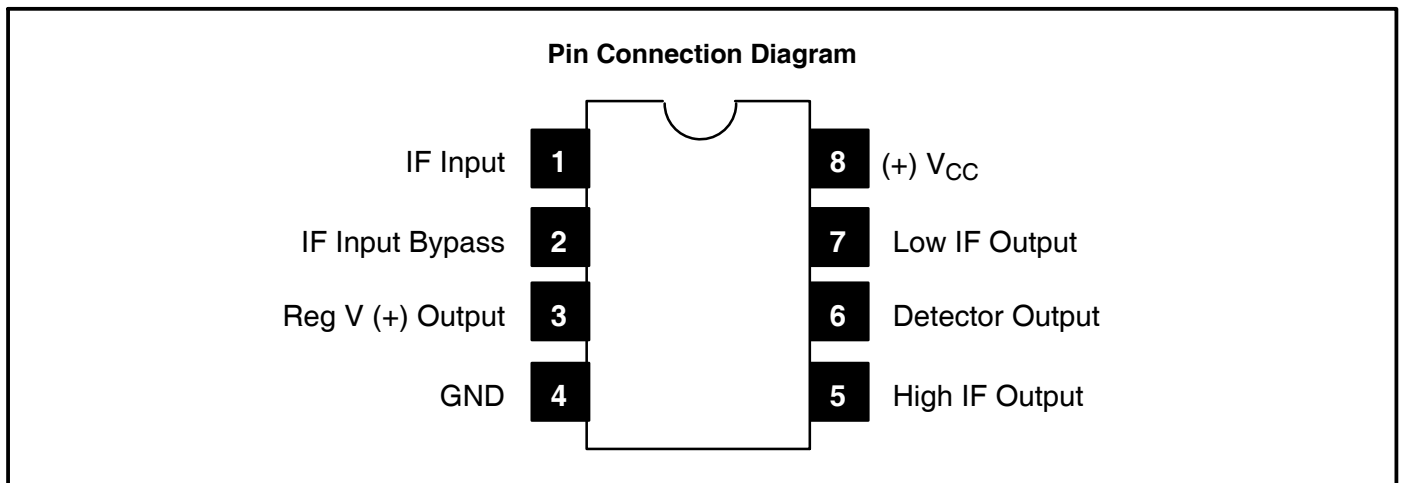 Pin Connection Diagram
IF Input 1 8 (+) VCC
IF Input Bypass 2 7 Low IF Output
Reg V (+) Output 3 6 Detector Output
GND 4 5 High IF Output